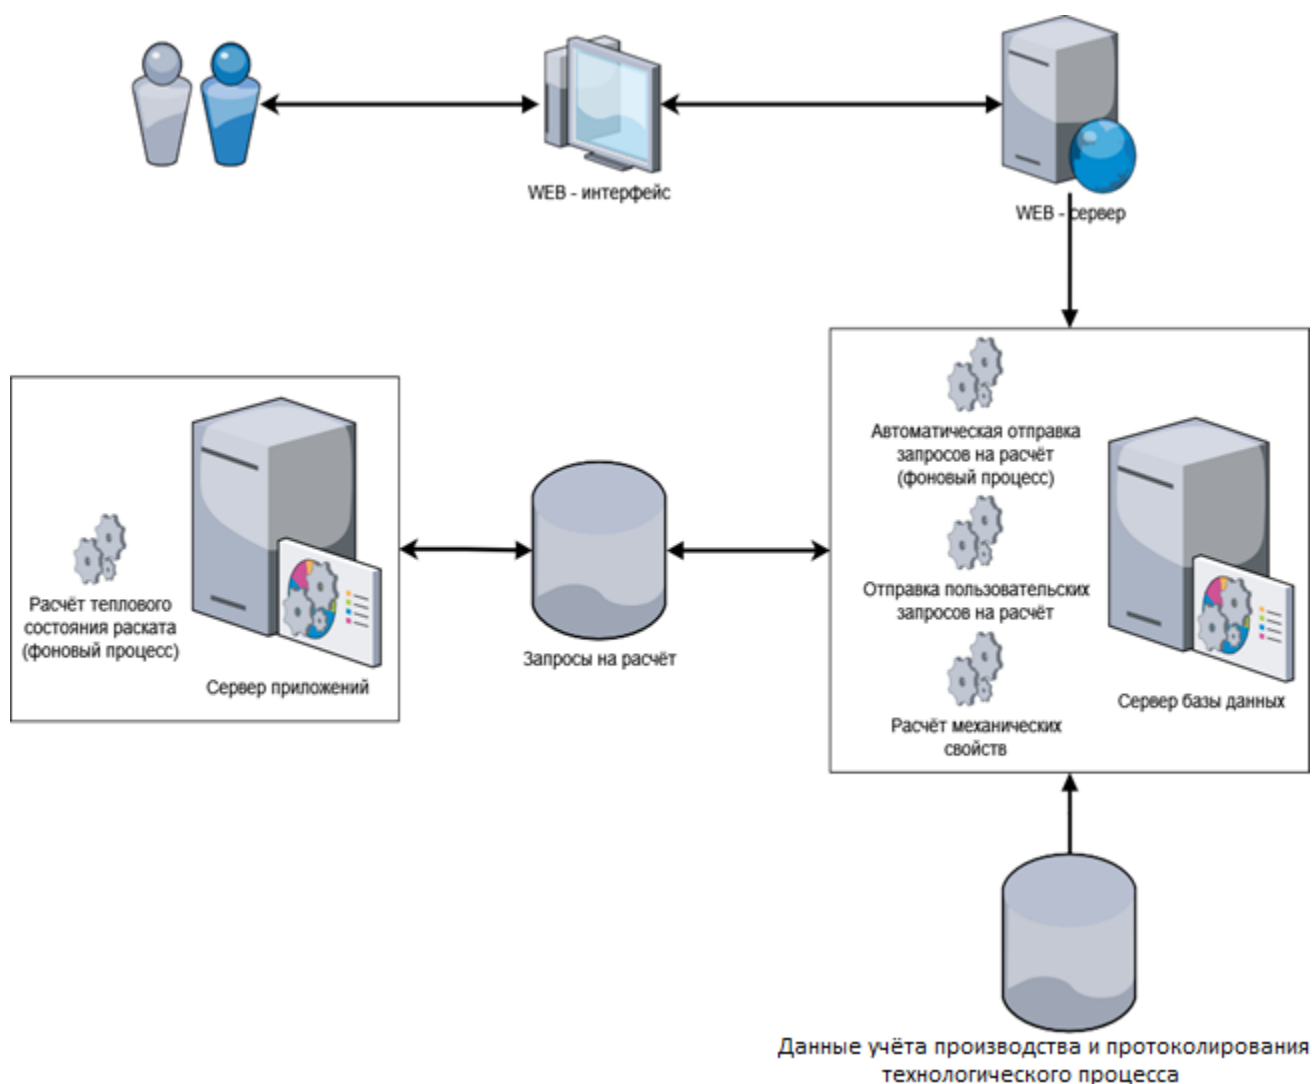 WEB - интерфейс
WEB - сервер
Автоматическая отправка
запросов на расчёт
(фоновый процесс)
Отправка пользовательских
запросов на расчёт
Расчёт механических
свойств
Сервер базы данных
Расчёт теплового
состояния раската
(фоновый процесс)
Сервер приложений
Запросы на расчёт
Данные учёта производства и протоколирования
технологического процесса